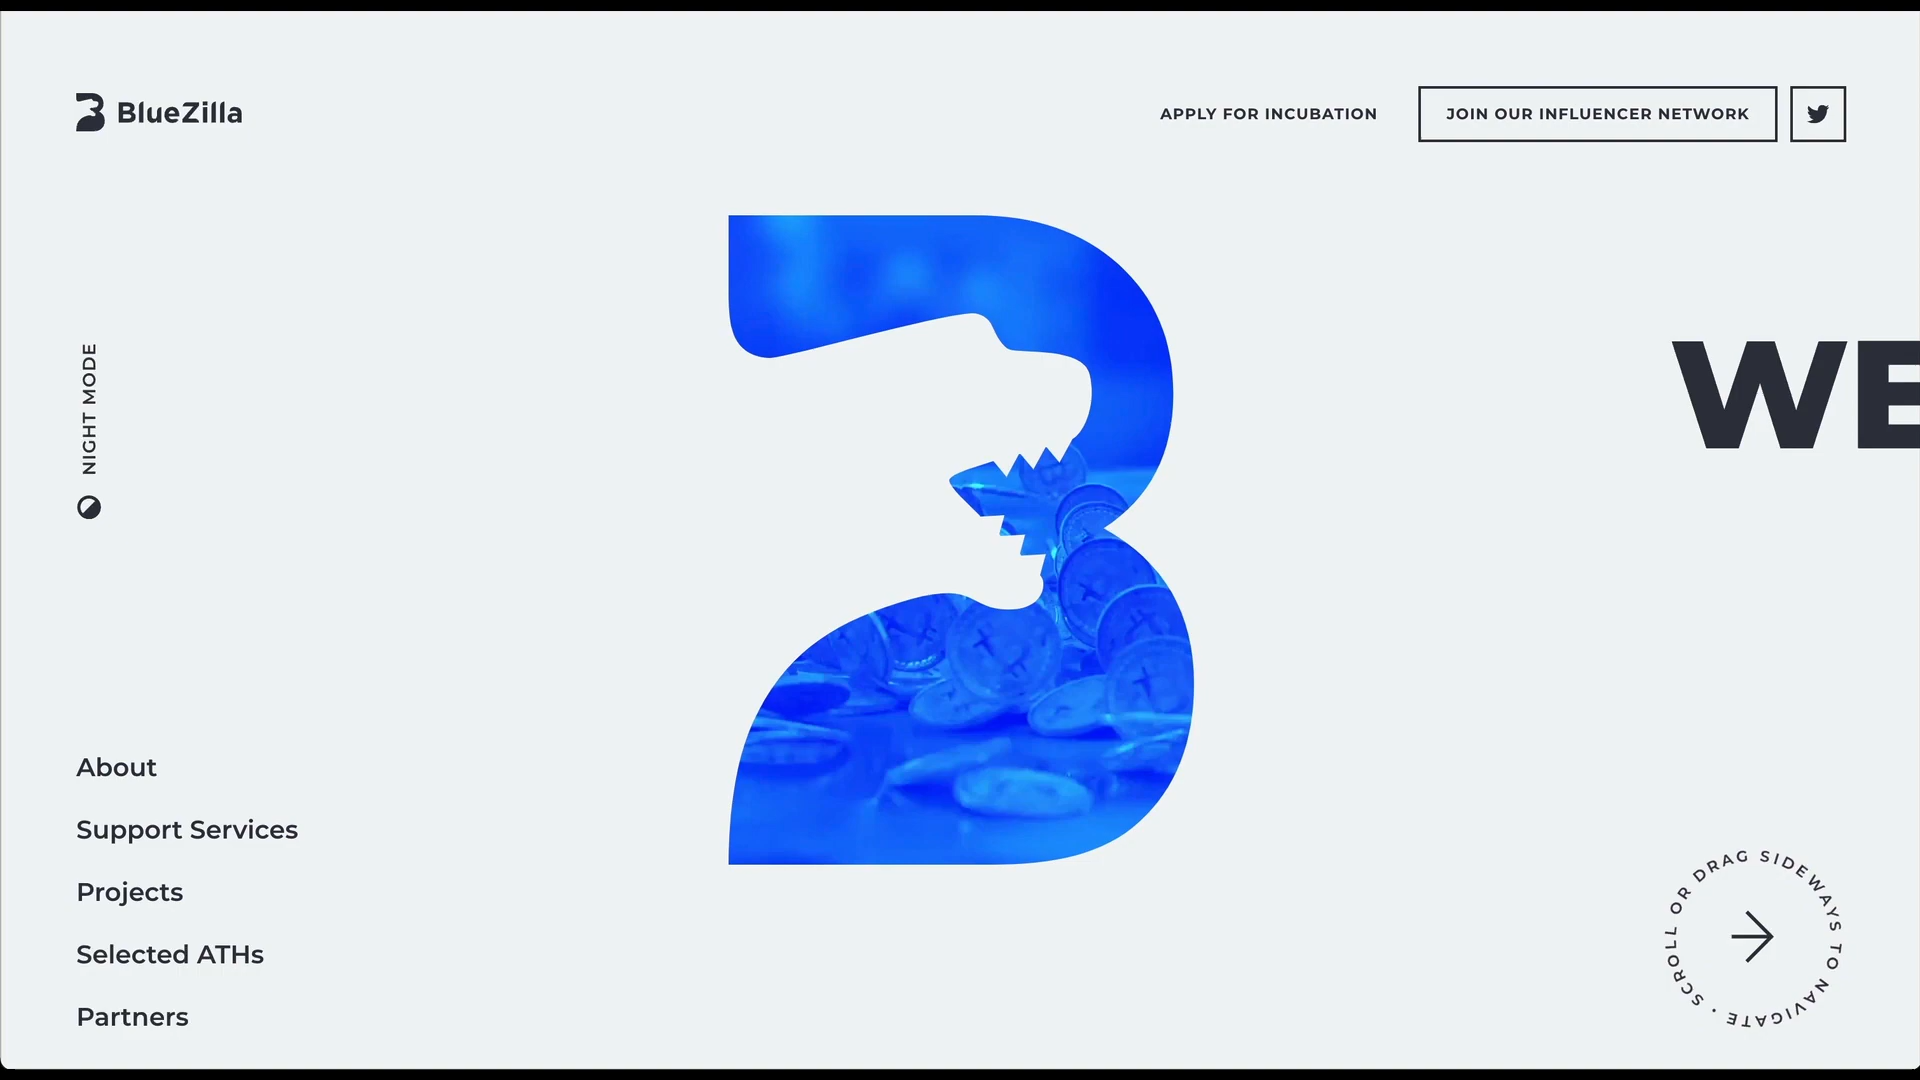 BlueZilla
APPLY FOR INCUBATION
JOIN OUR INFLUENCER NETWORK
NIGHT MODE
WE
About
Support Services
Projects
Selected ATHs
Partners
SCROLL OR DRAG SIDEWAYS TO NAVIGATE •